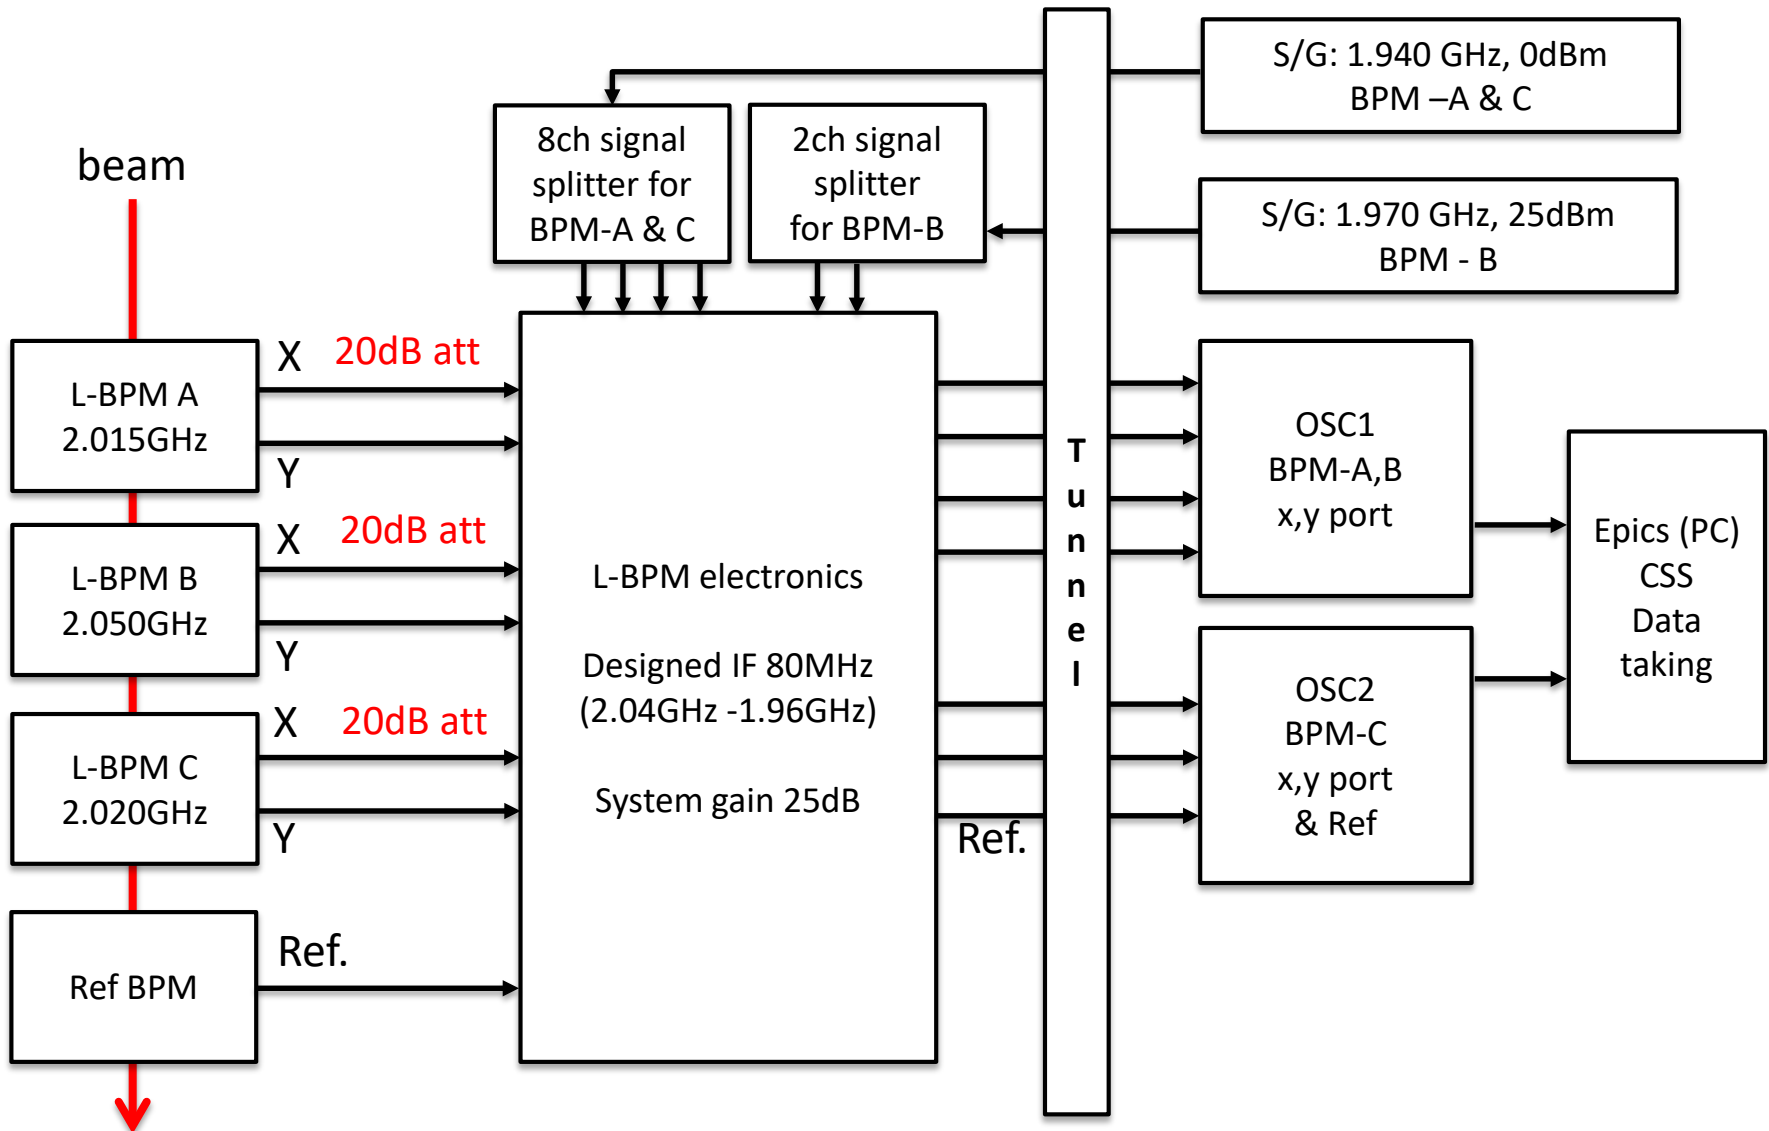 S/G: 1.940 GHz, 0dBm
BPM –A & C
8ch signal
splitter for
BPM-A & C
2ch signal
splitter
for BPM-B
S/G: 1.970 GHz, 25dBm
BPM - B
beam
L-BPM A
2.015GHz
X
20dB att
Y
L-BPM B
2.050GHz
X
20dB att
Y
L-BPM C
2.020GHz
X
20dB att
Y
Ref BPM
Ref.
L-BPM electronics
Designed IF 80MHz
(2.04GHz -1.96GHz)
System gain 25dB
Ref.
T
u
n
n
e
l
OSC1
BPM-A,B
x,y port
OSC2
BPM-C
x,y port
& Ref
Epics (PC)
CSS
Data
taking